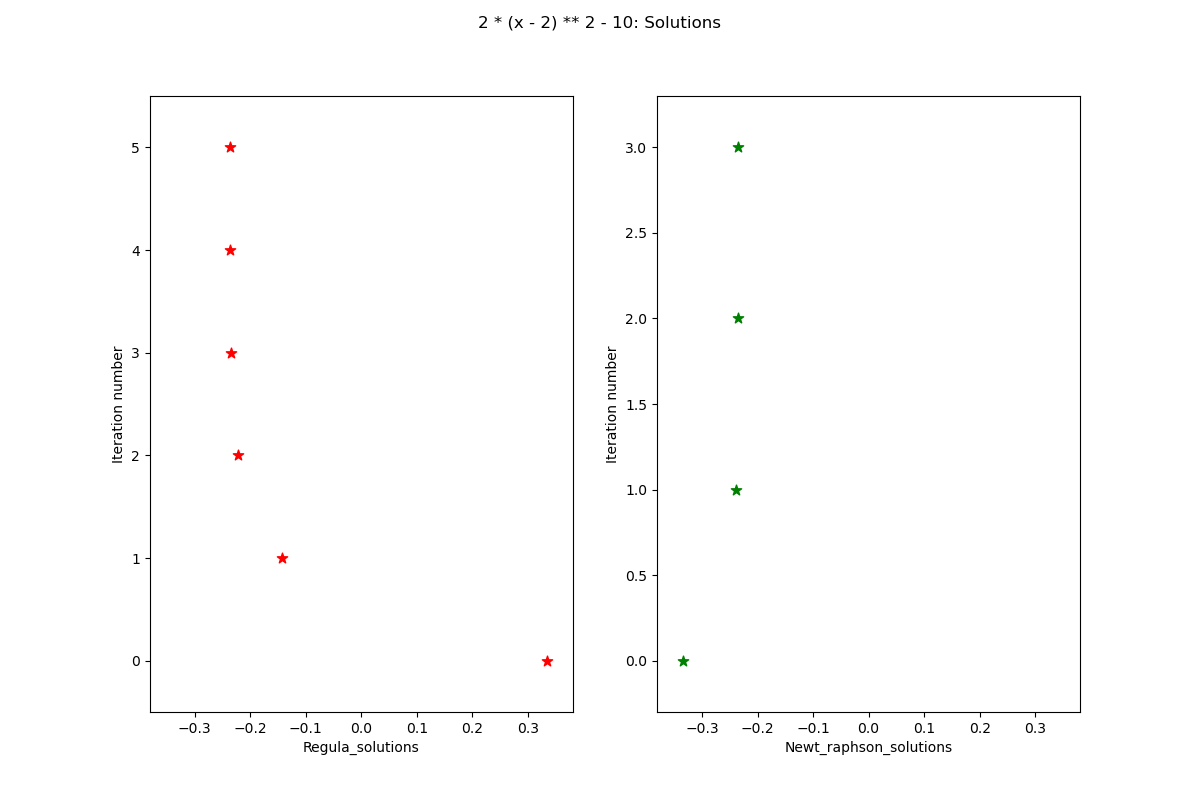 2 * (x - 2) ** 2 - 10: Solutions
5
4
3
2
1
0
Iteration number
−0.3 −0.2 −0.1 0.0 0.1 0.2 0.3
Regula_solutions
3.0
2.5
2.0
1.5
1.0
0.5
0.0
Iteration number
−0.3 −0.2 −0.1 0.0 0.1 0.2 0.3
Newt_raphson_solutions